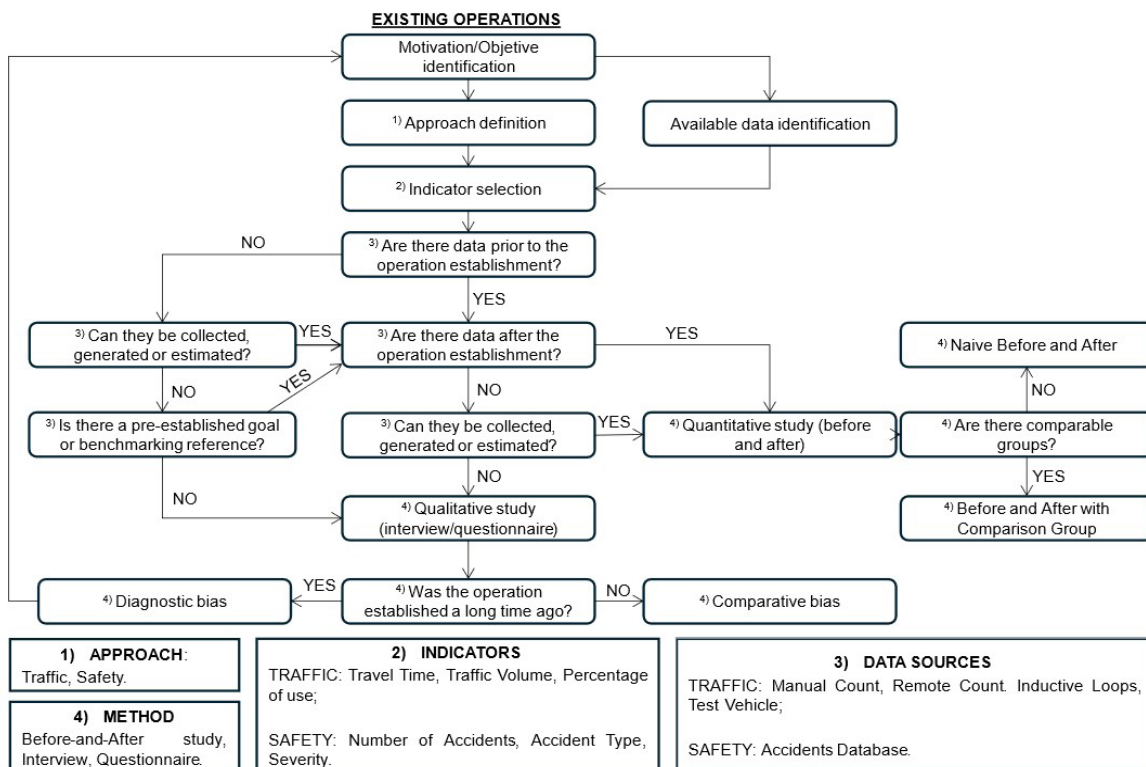 EXISTING OPERATIONS
Motivation/Objetive
identification
1) Approach definition
Available data identification
2) Indicator selection
NO
3) Are there data prior to the
operation establishment?
YES
3) Can they be collected,
generated or estimated?
YES
3) Are there data after the
operation establishment?
YES
4) Naive Before and After
NO
YES
NO
NO
3) Is there a pre-established goal
or benchmarking reference?
3) Can they be collected,
generated or estimated?
YES
4) Quantitative study (before
and after)
4) Are there comparable
groups?
NO
NO
YES
4) Qualitative study
(interview/questionnaire)
4) Before and After with
Comparison Group
4) Diagnostic bias
YES
4) Was the operation
established a long time ago?
NO
4) Comparative bias
1) APPROACH:
Traffic, Safety.
4) METHOD
Before-and-After study,
Interview, Questionnaire.
2) INDICATORS
TRAFFIC: Travel Time, Traffic Volume, Percentage
of use;
SAFETY: Number of Accidents, Accident Type,
Severity.
3) DATA SOURCES
TRAFFIC: Manual Count, Remote Count. Inductive Loops,
Test Vehicle;
SAFETY: Accidents Database.